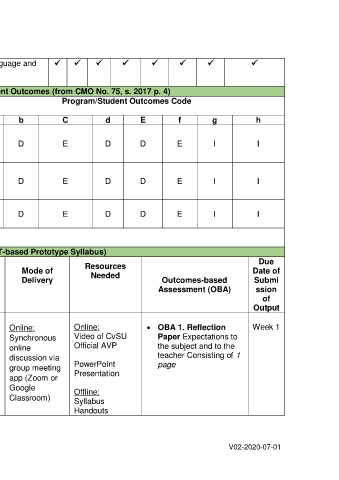 guage and ✓ ✓ ✓ ✓ ✓ ✓ ✓ ✓
nt Outcomes (from CMO No. 75, s. 2017 p. 4)
Program/Student Outcomes Code
b C d E f g h
D E D D E I I
D E D D E I I
D E D D E I I
T-based Prototype Syllabus)
Mode of
Delivery
Resources
Needed
Outcomes-based
Assessment (OBA)
Due
Date of
Submi
ssion
of
Output
Online:
Synchronous
online
discussion via
group meeting
app (Zoom or
Google
Classroom)
Online:
Video of CvSU
Official AVP
PowerPoint
Presentation
Offline:
Syllabus
Handouts
• OBA 1. Reflection
Paper Expectations to
the subject and to the
teacher Consisting of 1
page
Week 1
V02-2020-07-01